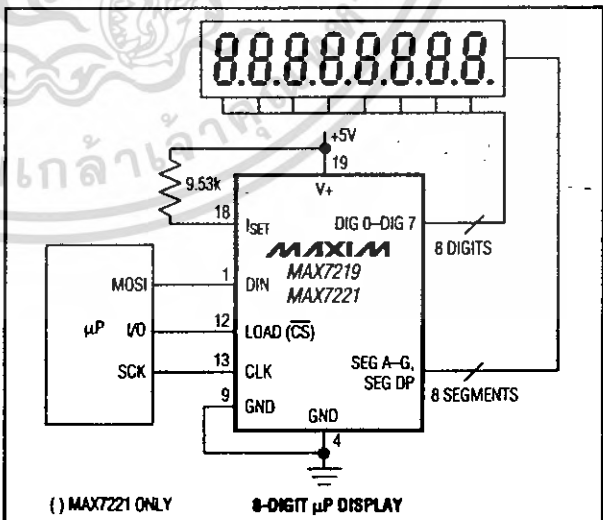 8.8.8.8.8.8.8.8.
+5V
19
V+
9.53k
18
ISET
DIG 0–DIG 7
8 DIGITS
MAXIM
MAX7219
MAX7221
MOSI
1
DIN
µP
I/O
12
LOAD (C̅S̅)
SCK
13
CLK
SEG A–G,
SEG DP
8 SEGMENTS
9
GND
GND
4
( ) MAX7221 ONLY
8-DIGIT µP DISPLAY